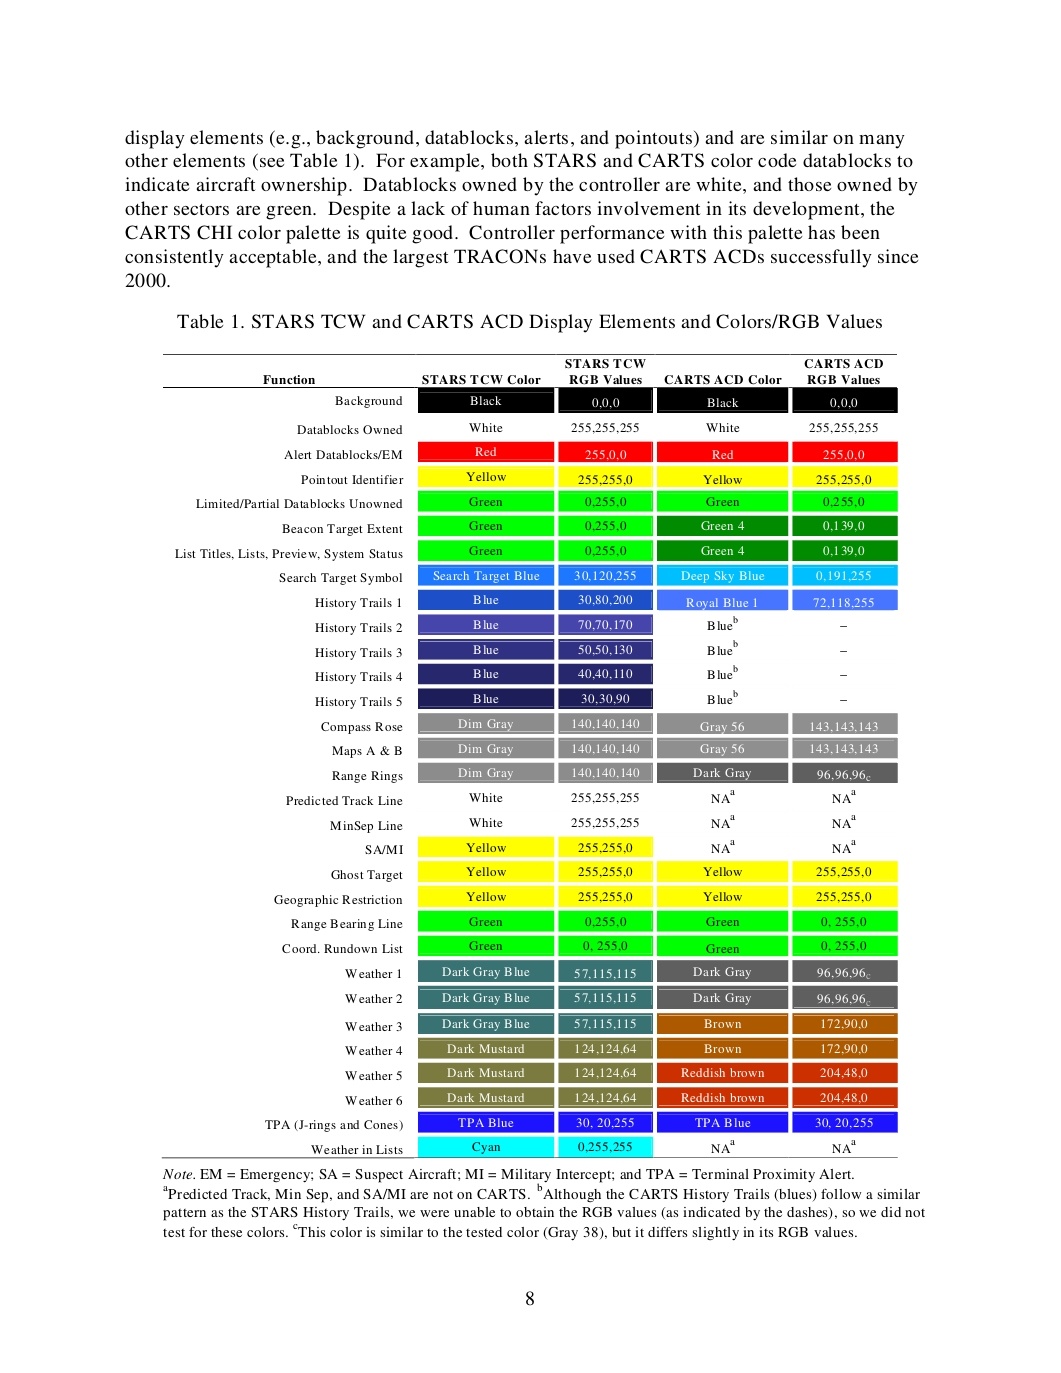 display elements (e.g., background, datablocks, alerts, and pointouts) and are similar on many
other elements (see Table 1).  For example, both STARS and CARTS color code datablocks to
indicate aircraft ownership.  Datablocks owned by the controller are white, and those owned by
other sectors are green.  Despite a lack of human factors involvement in its development, the
CARTS CHI color palette is quite good.  Controller performance with this palette has been
consistently acceptable, and the largest TRACONs have used CARTS ACDs successfully since
2000.
Table 1. STARS TCW and CARTS ACD Display Elements and Colors/RGB Values
Function STARS TCW Color STARS TCW RGB Values CARTS ACD Color CARTS ACD RGB Values
Background Black 0,0,0 Black 0,0,0
Datablocks Owned White 255,255,255 White 255,255,255
Alert Datablocks/EM Red 255,0,0 Red 255,0,0
Pointout Identifier Yellow 255,255,0 Yellow 255,255,0
Limited/Partial Datablocks Unowned Green 0,255,0 Green 0,255,0
Beacon Target Extent Green 0,255,0 Green 4 0,139,0
List Titles, Lists, Preview, System Status Green 0,255,0 Green 4 0,139,0
Search Target Symbol Search Target Blue 30,120,255 Deep Sky Blue 0,191,255
History Trails 1 Blue 30,80,200 Royal Blue 1 72,118,255
History Trails 2 Blue 70,70,170 Blue b –
History Trails 3 Blue 50,50,130 Blue b –
History Trails 4 Blue 40,40,110 Blue b –
History Trails 5 Blue 30,30,90 Blue b –
Compass Rose Dim Gray 140,140,140 Gray 56 143,143,143
Maps A & B Dim Gray 140,140,140 Gray 56 143,143,143
Range Rings Dim Gray 140,140,140 Dark Gray 96,96,96 c
Predicted Track Line White 255,255,255 NA a NA a
MinSep Line White 255,255,255 NA a NA a
SA/MI Yellow 255,255,0 NA a NA a
Ghost Target Yellow 255,255,0 Yellow 255,255,0
Geographic Restriction Yellow 255,255,0 Yellow 255,255,0
Range Bearing Line Green 0,255,0 Green 0, 255,0
Coord. Rundown List Green 0, 255,0 Green 0, 255,0
Weather 1 Dark Gray Blue 57,115,115 Dark Gray 96,96,96 c
Weather 2 Dark Gray Blue 57,115,115 Dark Gray 96,96,96 c
Weather 3 Dark Gray Blue 57,115,115 Brown 172,90,0
Weather 4 Dark Mustard 124,124,64 Brown 172,90,0
Weather 5 Dark Mustard 124,124,64 Reddish brown 204,48,0
Weather 6 Dark Mustard 124,124,64 Reddish brown 204,48,0
TPA (J-rings and Cones) TPA Blue 30, 20,255 TPA Blue 30, 20,255
Weather in Lists Cyan 0,255,255 NA a NA a
Note. EM = Emergency; SA = Suspect Aircraft; MI = Military Intercept; and TPA = Terminal Proximity Alert.
aPredicted Track, Min Sep, and SA/MI are not on CARTS. bAlthough the CARTS History Trails (blues) follow a similar
pattern as the STARS History Trails, we were unable to obtain the RGB values (as indicated by the dashes), so we did not
test for these colors. cThis color is similar to the tested color (Gray 38), but it differs slightly in its RGB values.
8